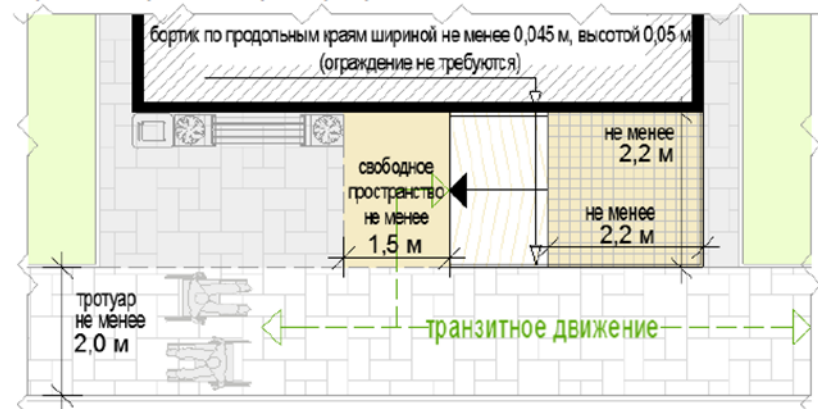 бортик по продольным краям шириной не менее 0,045 м, высотой 0,05 м
(ограждение не требуются)
не менее
2,2 м
свободное
пространство
не менее
1,5 м
не менее
2,2 м
тротуар
не менее
2,0 м
транзитное движение